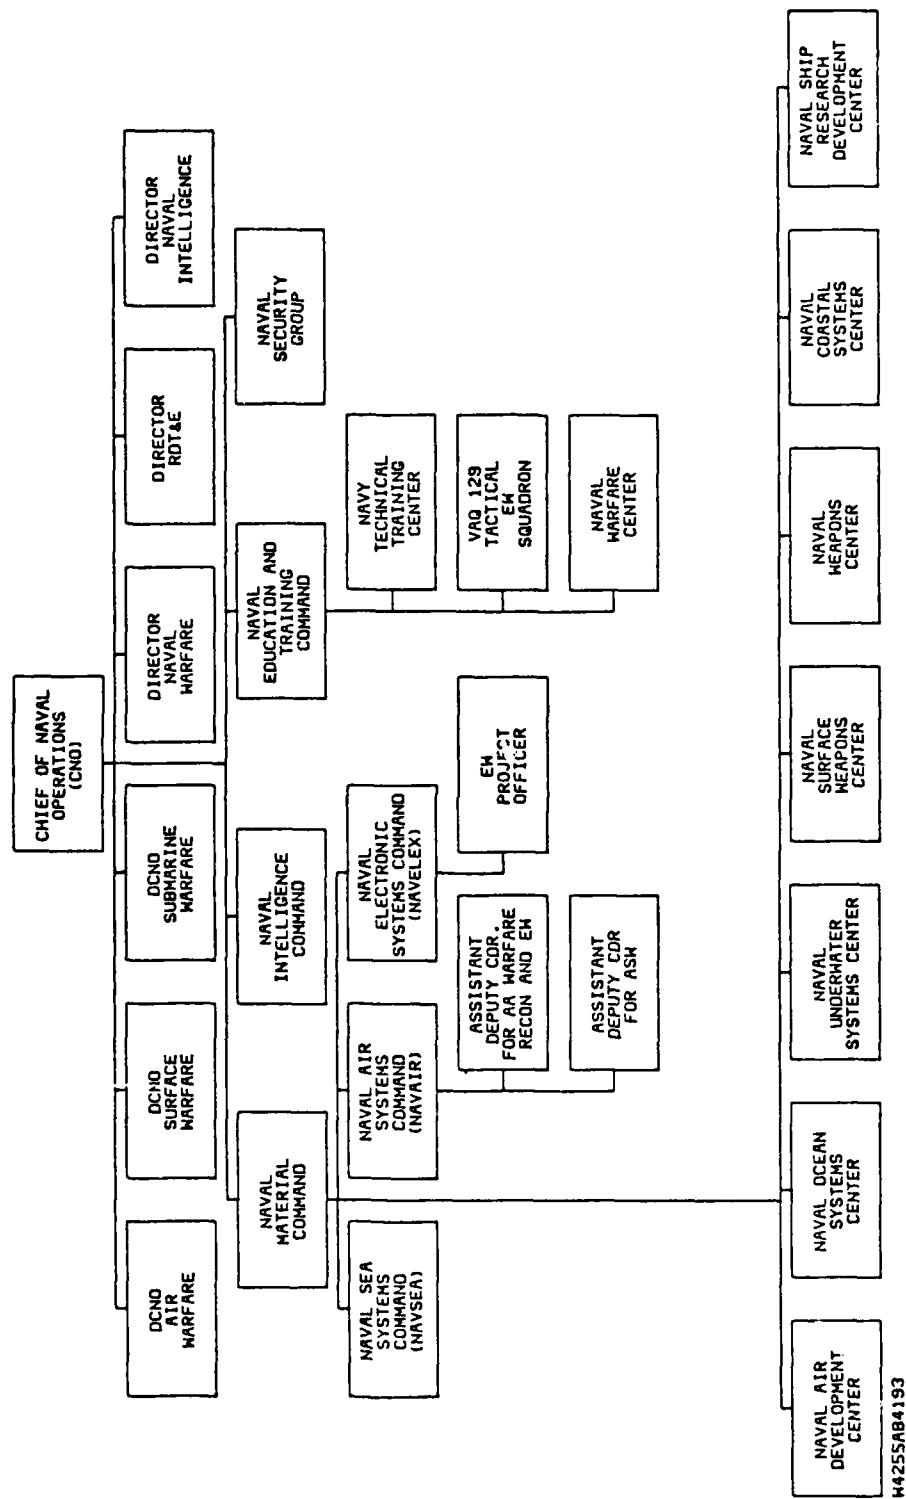 CHIEF OF NAVAL
OPERATIONS
(CNO)
DCNO
AIR
WARFARE
DCNO
SURFACE
WARFARE
DCNO
SUBMARINE
WARFARE
DIRECTOR
NAVAL
WARFARE
DIRECTOR
RDT&E
DIRECTOR
NAVAL
INTELLIGENCE
NAVAL
MATERIAL
COMMAND
NAVAL
INTELLIGENCE
COMMAND
NAVAL
EDUCATION AND
TRAINING
COMMAND
NAVAL
SECURITY
GROUP
NAVAL SEA
SYSTEMS
COMMAND
(NAVSEA)
NAVAL AIR
SYSTEMS
COMMAND
(NAVAIR)
NAVAL
ELECTRONIC
SYSTEMS COMMAND
(NAVELEX)
NAVY
TECHNICAL
TRAINING
CENTER
ASSISTANT
DEPUTY CDR.
FOR AA WARFARE
RECON AND EW
EW
PROJECT
OFFICER
VAQ 129
TACTICAL
EW
SQUADRON
ASSISTANT
DEPUTY CDR
FOR ASW
NAVAL
WARFARE
CENTER
NAVAL AIR
DEVELOPMENT
CENTER
NAVAL OCEAN
SYSTEMS
CENTER
NAVAL
UNDERWATER
SYSTEMS CENTER
NAVAL
SURFACE
WEAPONS
CENTER
NAVAL
WEAPONS
CENTER
NAVAL
COASTAL
SYSTEMS
CENTER
NAVAL SHIP
RESEARCH
DEVELOPMENT
CENTER
W4255AB4193